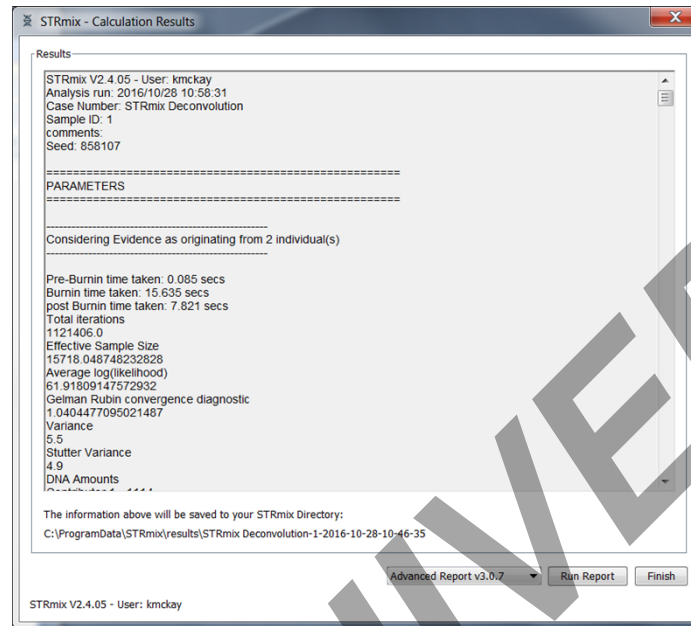 STRmix - Calculation Results
Results
STRmix V2.4.05 - User: kmckay
Analysis run: 2016/10/28 10:58:31
Case Number: STRmix Deconvolution
Sample ID: 1
comments:
Seed: 858107
====================================================
PARAMETERS
====================================================
-----------------------------------------------------
Considering Evidence as originating from 2 individual(s)
-----------------------------------------------------
Pre-Burnin time taken: 0.085 secs
Burnin time taken: 15.635 secs
post Burnin time taken: 7.821 secs
Total iterations
1121406.0
Effective Sample Size
15718.048748232828
Average log(likelihood)
61.91809147572932
Gelman Rubin convergence diagnostic
1.0404477095021487
Variance
5.5
Stutter Variance
4.9
DNA Amounts
The information above will be saved to your STRmix Directory:
C:\ProgramData\STRmix\results\STRmix Deconvolution-1-2016-10-28-10-46-35
Advanced Report v3.0.7
Run Report
Finish
STRmix V2.4.05 - User: kmckay